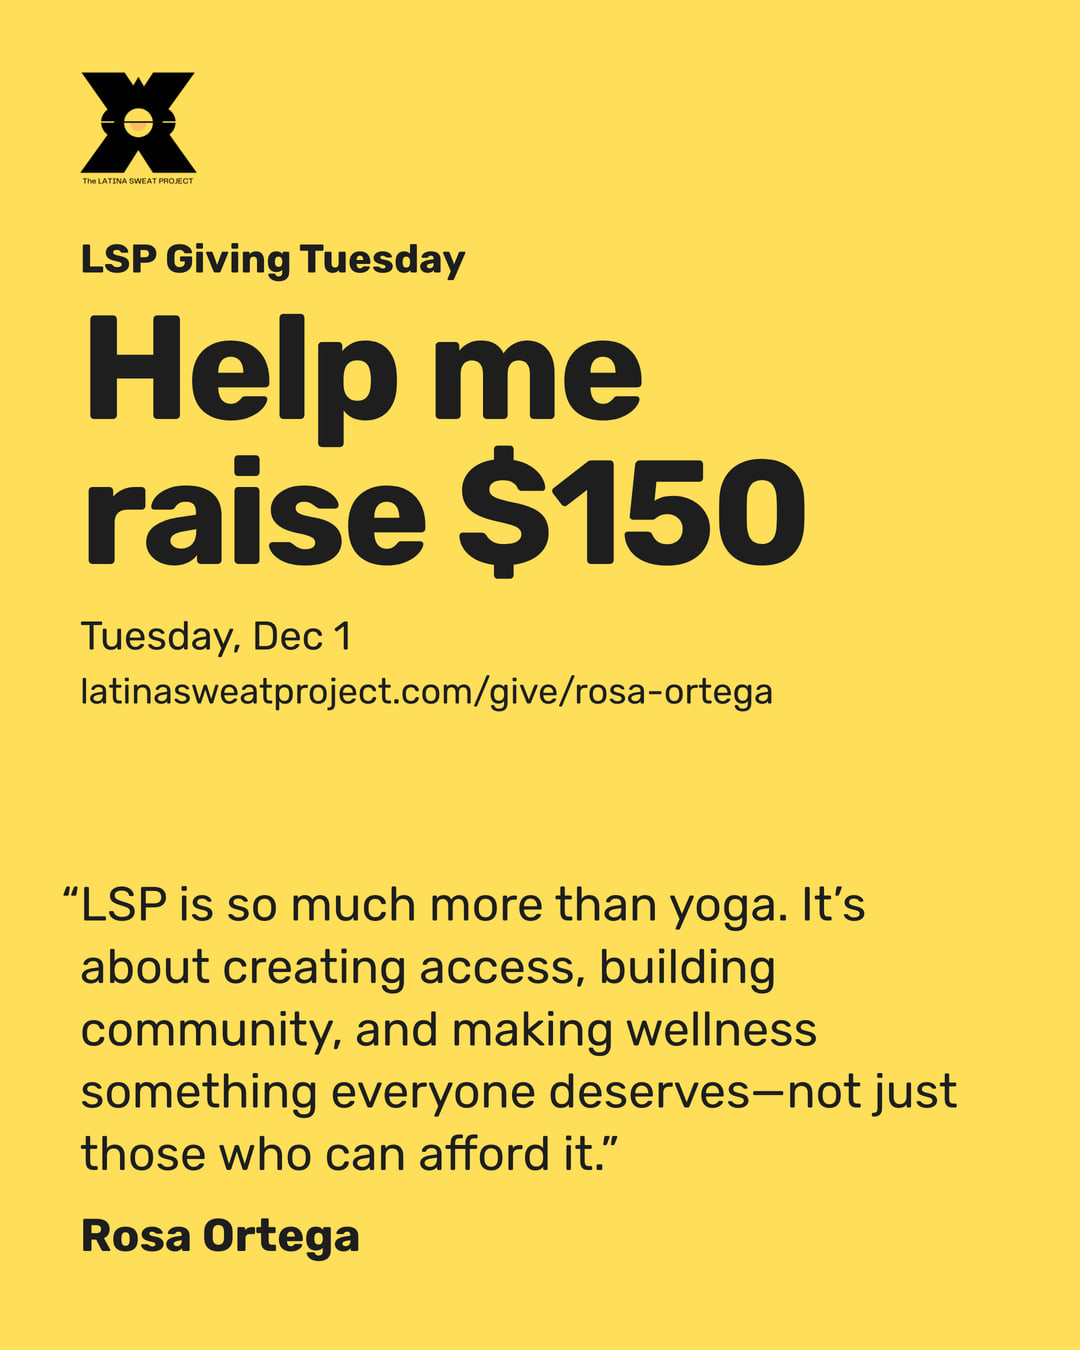 The LATINA SWEAT PROJECT
LSP Giving Tuesday
Help me
raise $150
Tuesday, Dec 1
latinasweatproject.com/give/rosa-ortega
“LSP is so much more than yoga. It’s
about creating access, building
community, and making wellness
something everyone deserves—not just
those who can afford it.”
Rosa Ortega